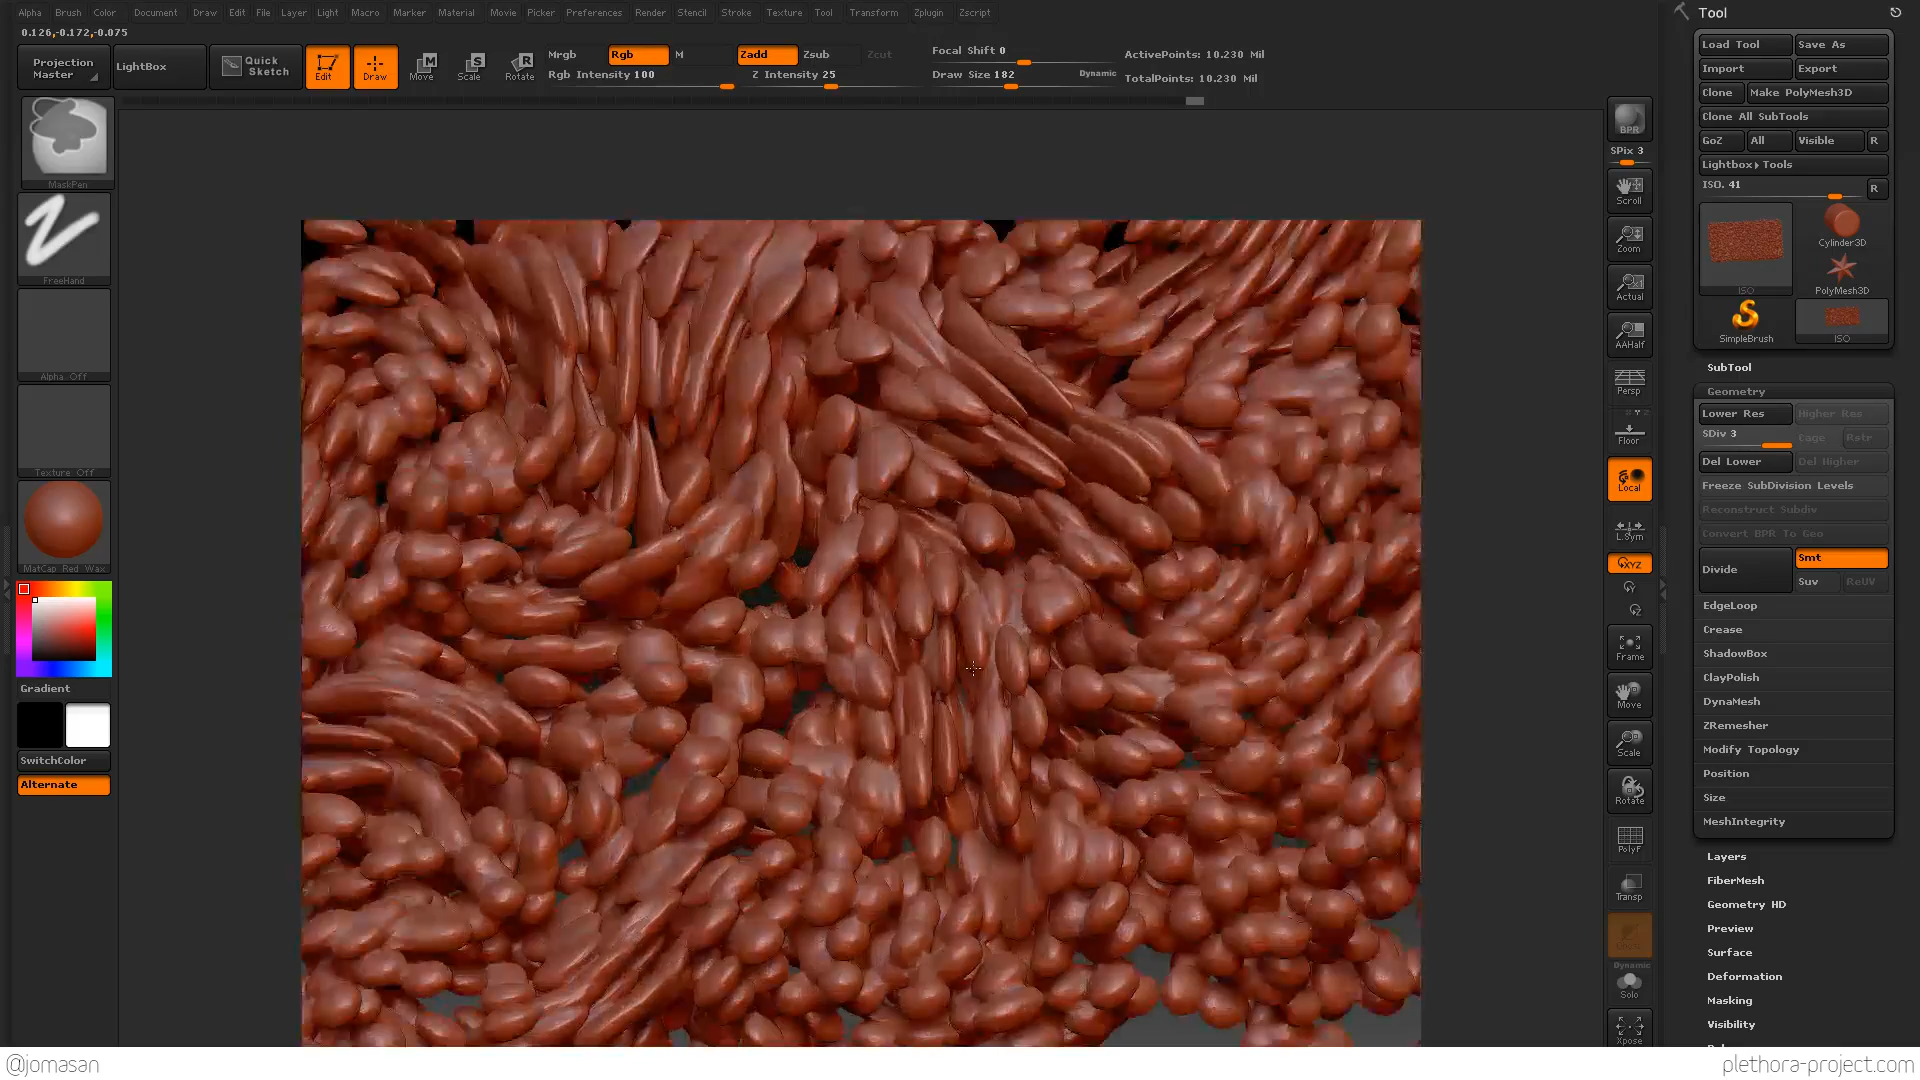 Alpha Brush Color Document Draw Edit File Layer Light Macro Marker Material Movie Picker Preferences Render Stencil Stroke Texture Tool Transform Zplugin Zscript
0.126,-0.172,-0.075
Projection Master
LightBox
Quick Sketch
Edit
Draw
Move
Scale
Rotate
Mrgb Rgb M
Rgb Intensity 100
Zadd Zsub Zcut
Z Intensity 25
Focal Shift 0
Draw Size 182
Dynamic
ActivePoints: 10.230 Mil
TotalPoints: 10.230 Mil
MaskPen
FreeHand
Alpha Off
Texture Off
MatCap Red Wax
Gradient
SwitchColor
Alternate
BPR
SPix 3
Scroll
Zoom
Actual
AAHalf
Persp
Floor
Local
L.Sym
XYZ
Frame
Move
Scale
Rotate
PolyF
Transp
Dynamic
Solo
Xpose
Tool
Load Tool Save As
Import Export
Clone Make PolyMesh3D
Clone All SubTools
GoZ All Visible R
Lightbox▸Tools
ISO. 41 R
ISO
Cylinder3D
PolyMesh3D
SimpleBrush
ISO
SubTool
Geometry
Lower Res Higher Res
SDiv 3 Cage Rstr
Del Lower Del Higher
Freeze SubDivision Levels
Reconstruct Subdiv
Convert BPR To Geo
Divide
Smt
Suv ReUV
EdgeLoop
Crease
ShadowBox
ClayPolish
DynaMesh
ZRemesher
Modify Topology
Position
Size
MeshIntegrity
Layers
FiberMesh
Geometry HD
Preview
Surface
Deformation
Masking
Visibility
@jomasan
plethora-project.com